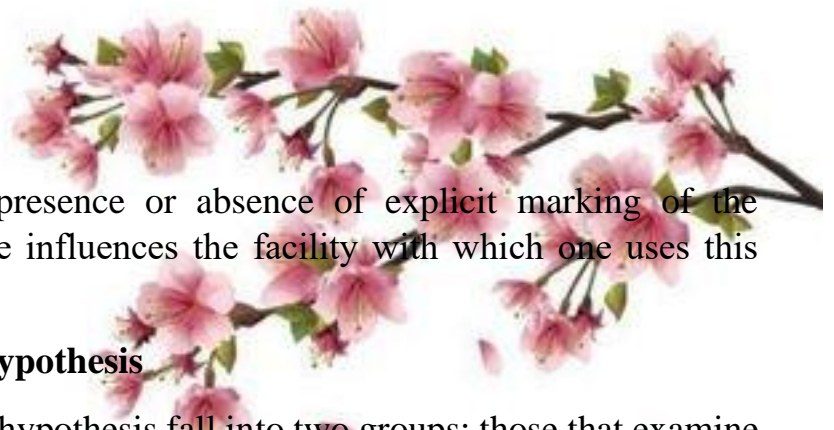 presence or absence of explicit marking of the
e influences the facility with which one uses this
ypothesis
hypothesis fall into two groups: those that examine